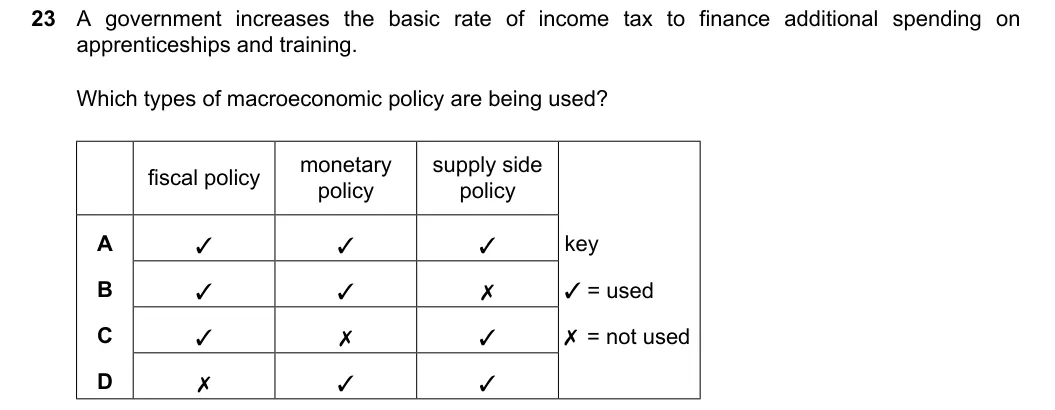 23 A government increases the basic rate of income tax to finance additional spending on
apprenticeships and training.
Which types of macroeconomic policy are being used?
fiscal policy monetary policy supply side policy
A ✓ ✓ ✓ key
B ✓ ✓ ✗ ✓ = used
C ✓ ✗ ✓ ✗ = not used
D ✗ ✓ ✓